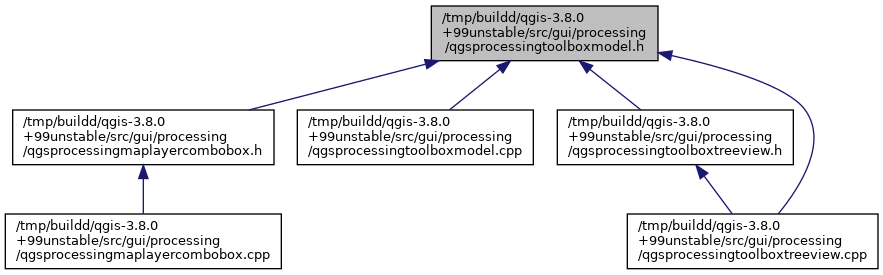 /tmp/buildd/qgis-3.8.0
+99unstable/src/gui/processing
/qgsprocessingtoolboxmodel.h
/tmp/buildd/qgis-3.8.0
+99unstable/src/gui/processing
/qgsprocessingmaplayercombobox.h
/tmp/buildd/qgis-3.8.0
+99unstable/src/gui/processing
/qgsprocessingtoolboxmodel.cpp
/tmp/buildd/qgis-3.8.0
+99unstable/src/gui/processing
/qgsprocessingtoolboxtreeview.h
/tmp/buildd/qgis-3.8.0
+99unstable/src/gui/processing
/qgsprocessingmaplayercombobox.cpp
/tmp/buildd/qgis-3.8.0
+99unstable/src/gui/processing
/qgsprocessingtoolboxtreeview.cpp